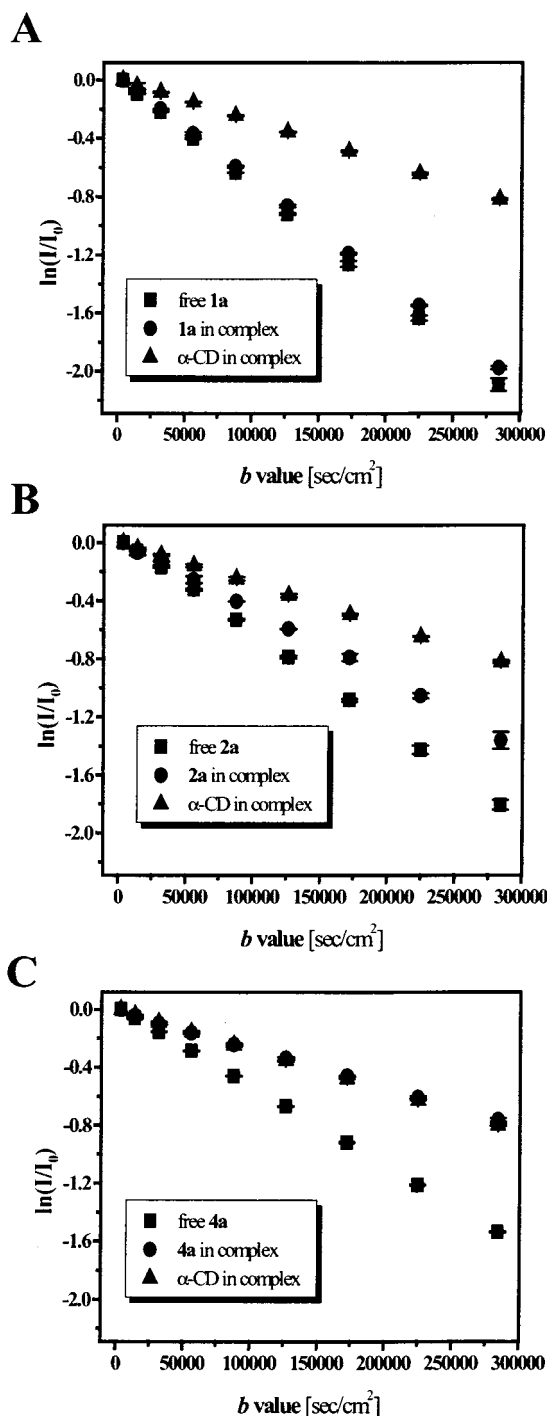 A
0.0
-0.4
-0.8
-1.2
-1.6
-2.0
ln(I/I0)
free 1a
1a in complex
α-CD in complex
0 50000 100000 150000 200000 250000 300000
b value [sec/cm²]
B
0.0
-0.4
-0.8
-1.2
-1.6
-2.0
ln(I/I0)
free 2a
2a in complex
α-CD in complex
0 50000 100000 150000 200000 250000 300000
b value [sec/cm²]
C
0.0
-0.4
-0.8
-1.2
-1.6
-2.0
ln(I/I0)
free 4a
4a in complex
α-CD in complex
0 50000 100000 150000 200000 250000 300000
b value [sec/cm²]